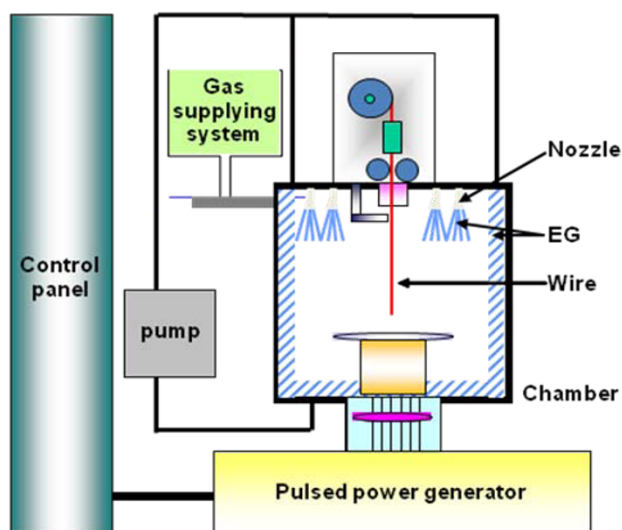 Gas
supplying
system
Nozzle
EG
Control
panel
Wire
pump
Chamber
Pulsed power generator